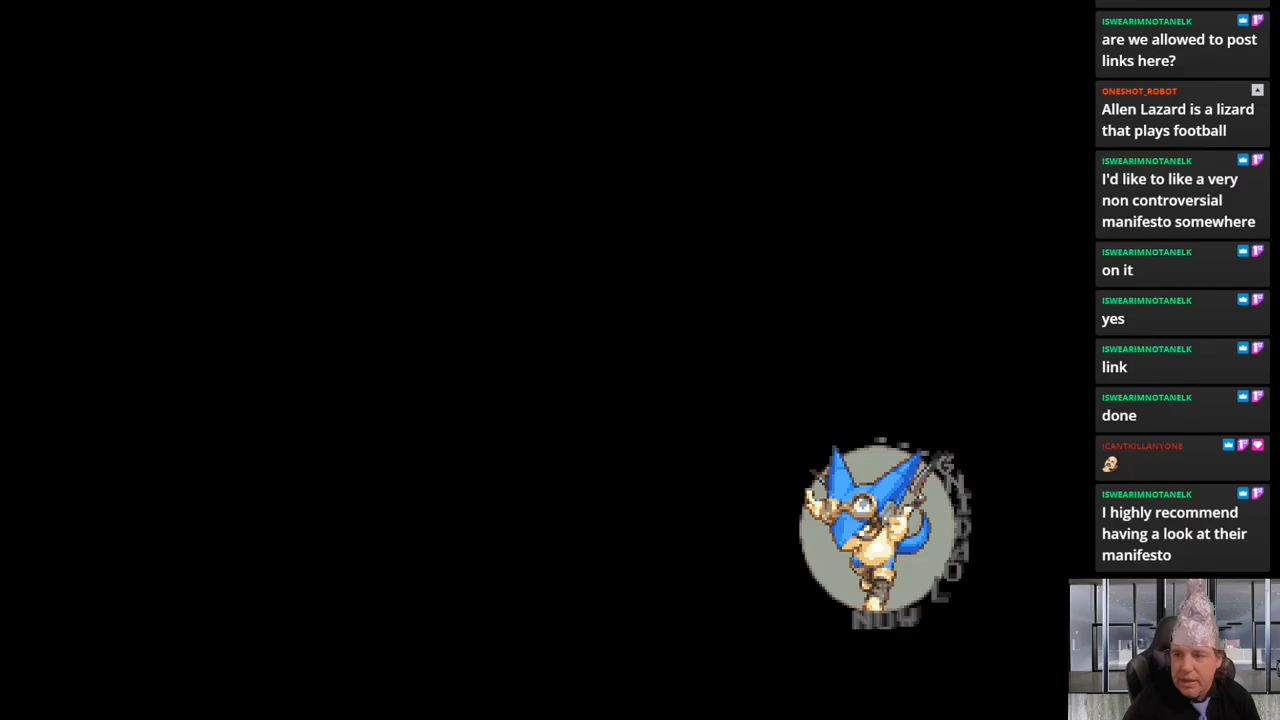 ISWEARIMNOTANELK
are we allowed to post
links here?
ONESHOT_ROBOT
Allen Lazard is a lizard
that plays football
ISWEARIMNOTANELK
I'd like to like a very
non controversial
manifesto somewhere
ISWEARIMNOTANELK
on it
ISWEARIMNOTANELK
yes
ISWEARIMNOTANELK
link
ISWEARIMNOTANELK
done
ICANTKILLANYONE
ISWEARIMNOTANELK
I highly recommend
having a look at their
manifesto
NOW